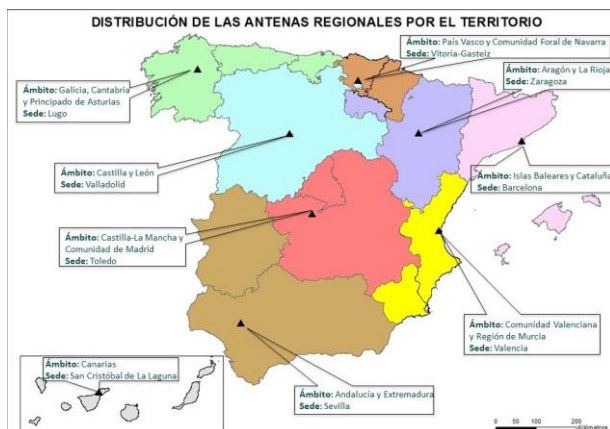 DISTRIBUCIÓN DE LAS ANTENAS REGIONALES POR EL TERRITORIO
Ámbito: País Vasco y Comunidad Foral de Navarra
Sede: Vitoria-Gasteiz
Ámbito: Galicia, Cantabria
y Principado de Asturias
Sede: Lugo
Ámbito: Aragón y La Rioja
Sede: Zaragoza
Ámbito: Castilla y León
Sede: Valladolid
Ámbito: Islas Baleares y Cataluña
Sede: Barcelona
Ámbito: Castilla-La Mancha y
Comunidad de Madrid
Sede: Toledo
Ámbito: Comunidad Valenciana
y Región de Murcia
Sede: Valencia
Ámbito: Canarias
Sede: San Cristóbal de La Laguna
Ámbito: Andalucía y Extremadura
Sede: Sevilla
0 50 100 200
Kilómetros